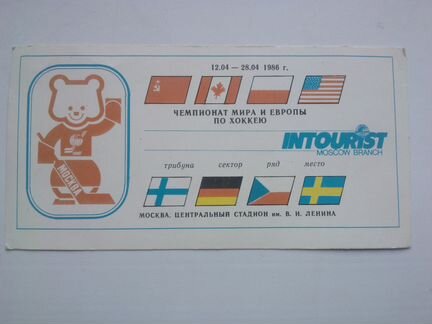 12.04 — 28.04 1986 г.
ЧЕМПИОНАТ МИРА И ЕВРОПЫ
ПО ХОККЕЮ
INTOURIST
MOSCOW BRANCH
МОСКВА
трибуна сектор ряд место
МОСКВА, ЦЕНТРАЛЬНЫЙ СТАДИОН им. В. И. ЛЕНИНА